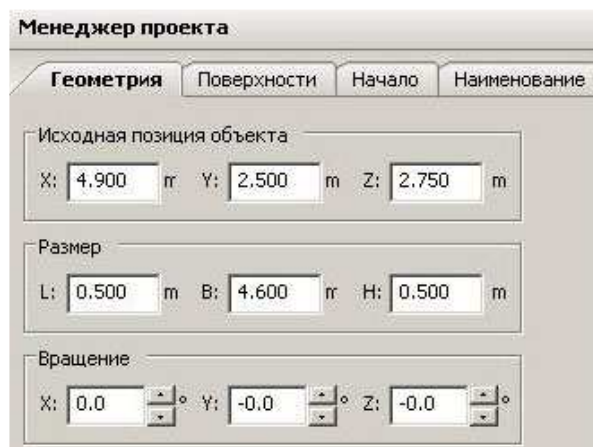 Менеджер проекта
Геометрия Поверхности Начало Наименование
Исходная позиция объекта
X: 4.900 m Y: 2.500 m Z: 2.750 m
Размер
L: 0.500 m B: 4.600 m H: 0.500 m
Вращение
X: 0.0 ° Y: -0.0 ° Z: -0.0 °